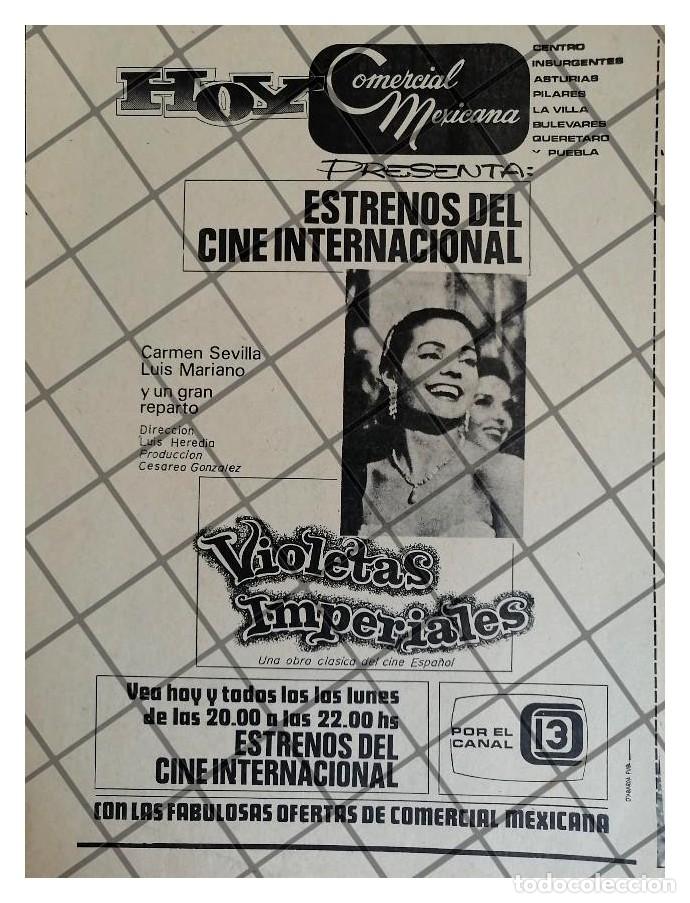 HOY
Comercial
Mexicana
CENTRO
INSURGENTES
ASTURIAS
PILARES
LA VILLA
BULEVARES
QUERETARO
Y PUEBLA
PRESENTA:
ESTRENOS DEL
CINE INTERNACIONAL
Carmen Sevilla
Luis Mariano
y un gran
reparto
Direccion
Luis Heredia
Produccion
Cesareo Gonzalez
Violetas
Imperiales
Una obra clasica del cine Español
Vea hoy y todos los los lunes
de las 20.00 a las 22.00 hs
ESTRENOS DEL
CINE INTERNACIONAL
POR EL
CANAL
13
CON LAS FABULOSAS OFERTAS DE COMERCIAL MEXICANA
todocoleccion.net